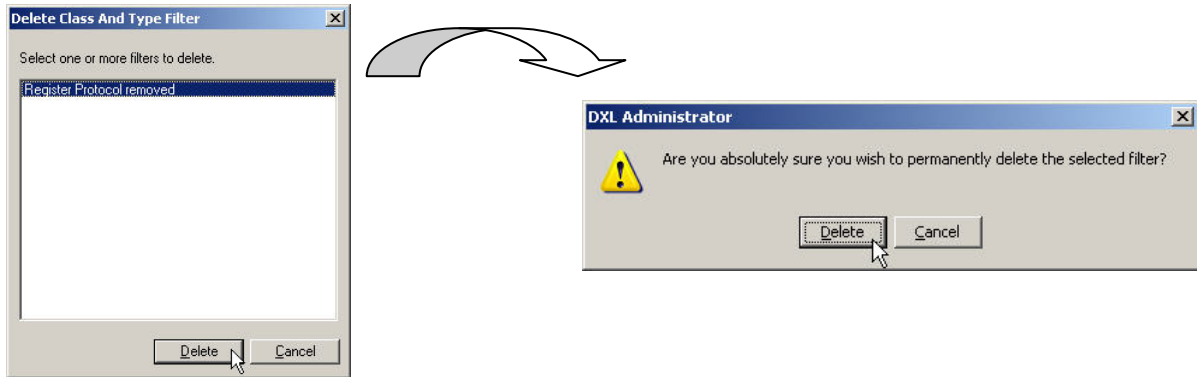 Delete Class And Type Filter
Select one or more filters to delete.
Register Protocol removed
Delete
Cancel
DXL Administrator
Are you absolutely sure you wish to permanently delete the selected filter?
Delete
Cancel